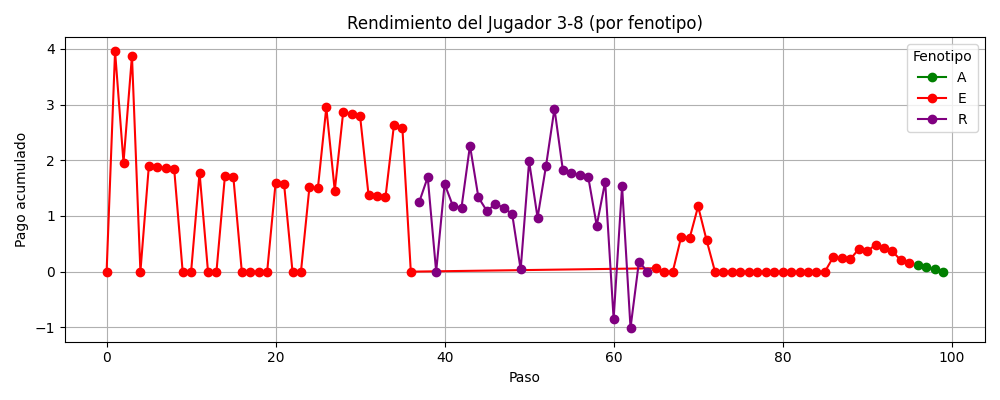 Rendimiento del Jugador 3-8 (por fenotipo)
Pago acumulado
4
3
2
1
0
−1
Fenotipo
A
E
R
0 20 40 60 80 100
Paso